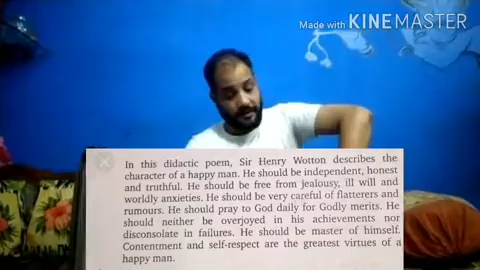 Made with KINEMASTER
In this didactic poem, Sir Henry Wotton describes the
character of a happy man. He should be independent, honest
and truthful. He should be free from jealousy, ill will and
worldly anxieties. He should be very careful of flatterers and
rumours. He should pray to God daily for Godly merits. He
should neither be overjoyed in his achievements nor
disconsolate in failures. He should be master of himself.
Contentment and self-respect are the greatest virtues of a
happy man.